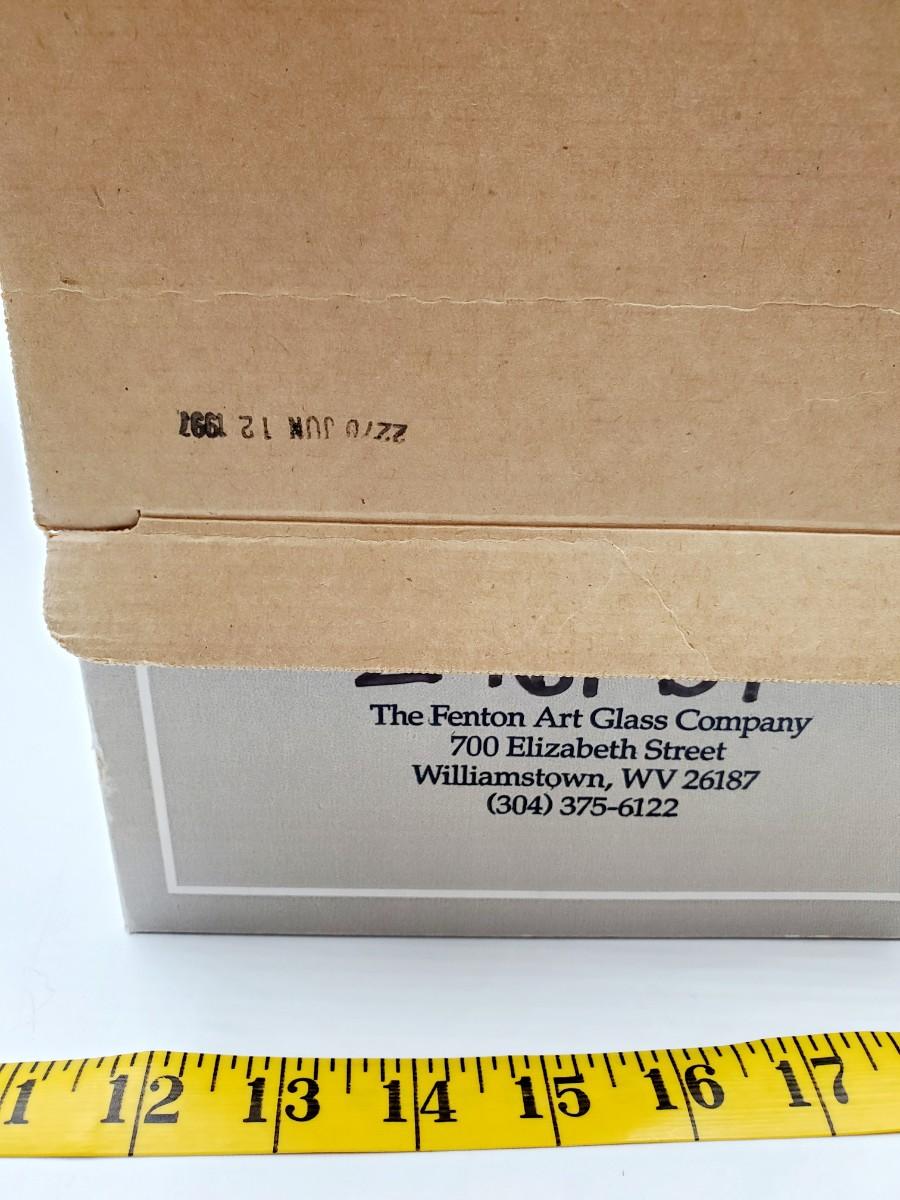 2270 JUN 12 1997
The Fenton Art Glass Company
700 Elizabeth Street
Williamstown, WV 26187
(304) 375-6122
12 13 14 15 16 17